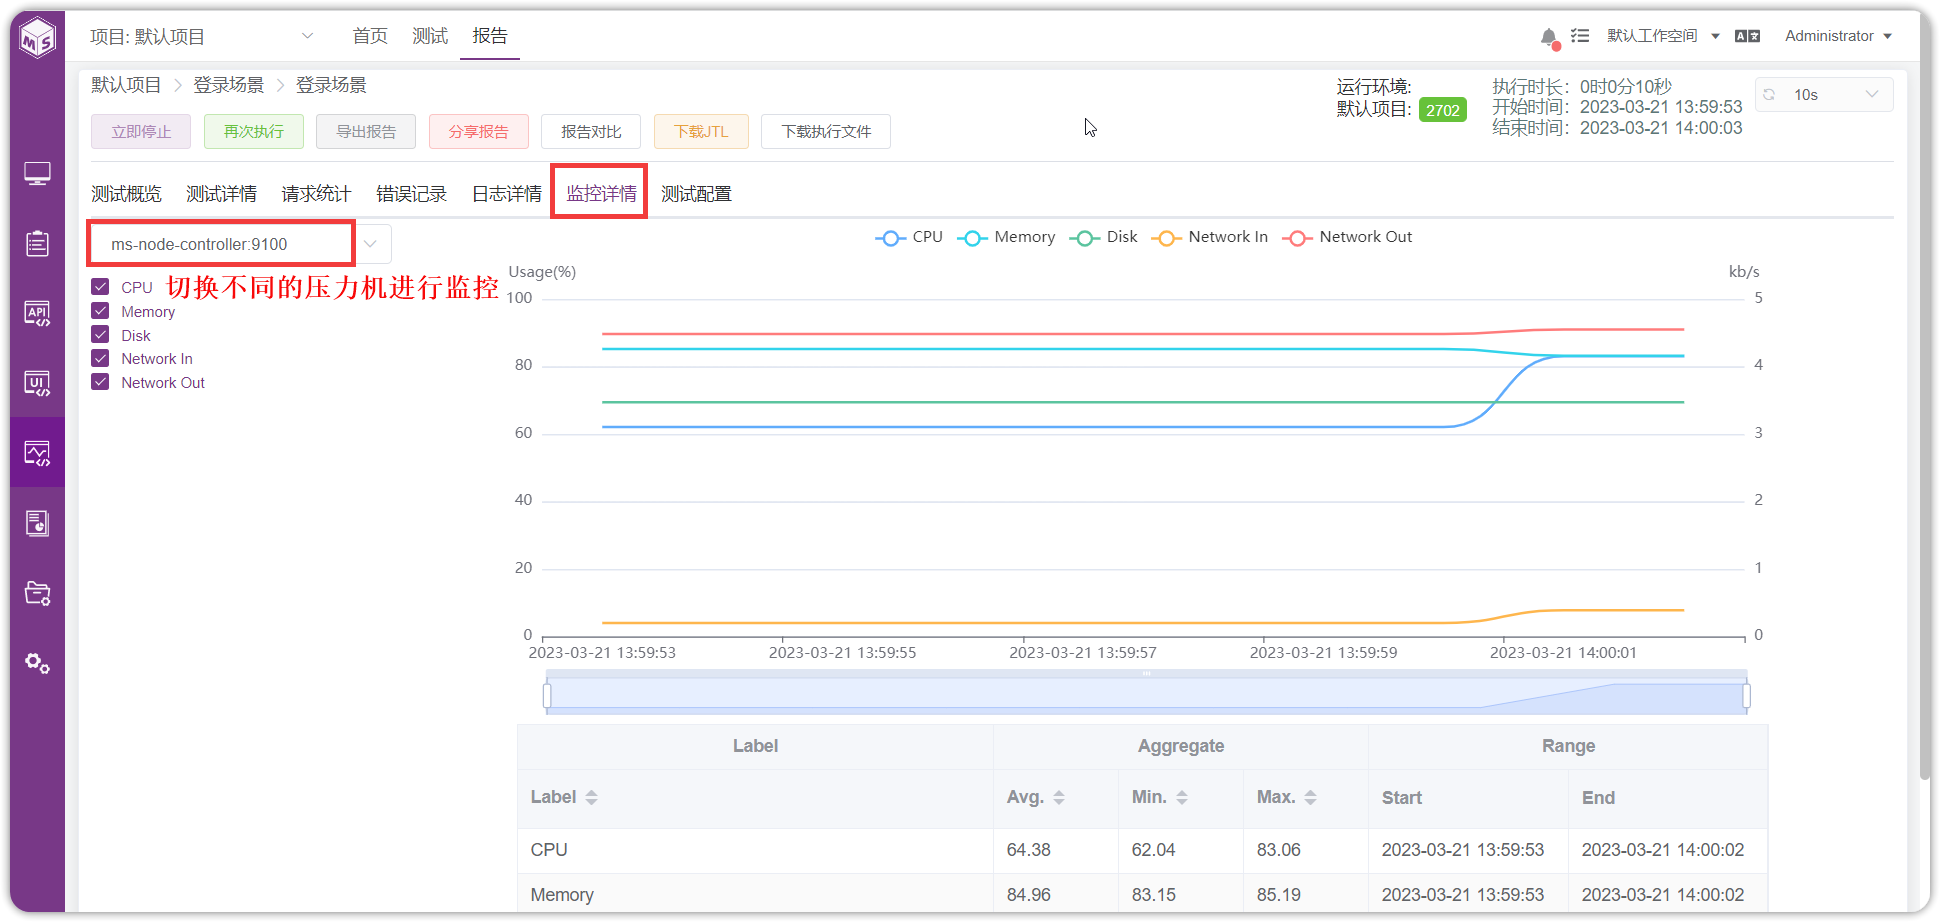 项目: 默认项目
首页
测试
报告
默认工作空间
Administrator
默认项目 > 登录场景 > 登录场景
运行环境:
默认项目: 2702
执行时长: 0时0分10秒
开始时间: 2023-03-21 13:59:53
结束时间: 2023-03-21 14:00:03
10s
立即停止
再次执行
导出报告
分享报告
报告对比
下载JTL
下载执行文件
测试概览
测试详情
请求统计
错误记录
日志详情
监控详情
测试配置
ms-node-controller:9100
切换不同的压力机进行监控
CPU
Memory
Disk
Network In
Network Out
API
UI
MS
CPU Memory Disk Network In Network Out
Usage(%)
kb/s
100
80
60
40
20
0
5
4
3
2
1
0
2023-03-21 13:59:53
2023-03-21 13:59:55
2023-03-21 13:59:57
2023-03-21 13:59:59
2023-03-21 14:00:01
Label Aggregate Range
Label Avg. Min. Max. Start End
CPU 64.38 62.04 83.06 2023-03-21 13:59:53 2023-03-21 14:00:02
Memory 84.96 83.15 85.19 2023-03-21 13:59:53 2023-03-21 14:00:02